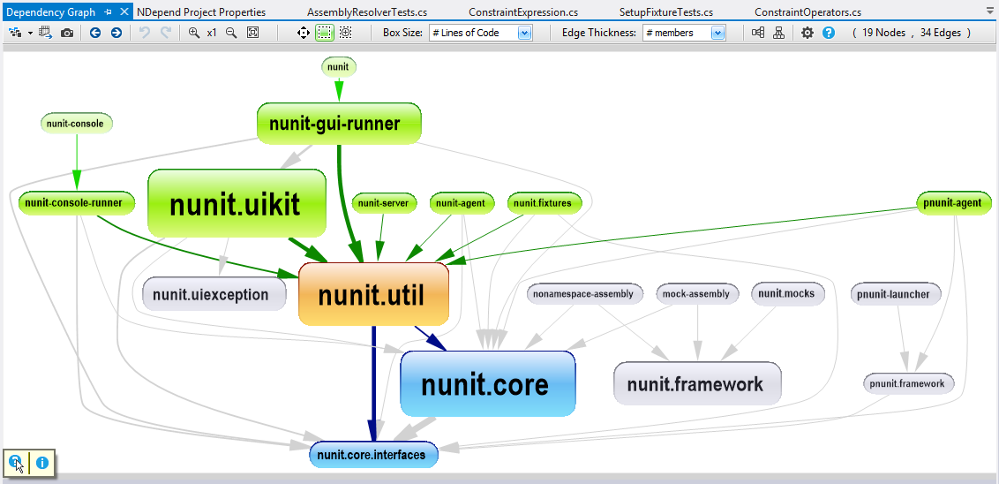 Dependency Graph
NDepend Project Properties
AssemblyResolverTests.cs
ConstraintExpression.cs
SetupFixtureTests.cs
ConstraintOperators.cs
x1
Box Size:
# Lines of Code
Edge Thickness:
# members
( 19 Nodes , 34 Edges )
nunit
nunit-console
nunit-gui-runner
nunit-console-runner
nunit.uikit
nunit-server
nunit-agent
nunit.fixtures
pnunit-agent
nunit.uiexception
nunit.util
nonamespace-assembly
mock-assembly
nunit.mocks
pnunit-launcher
nunit.core
nunit.framework
pnunit.framework
nunit.core.interfaces